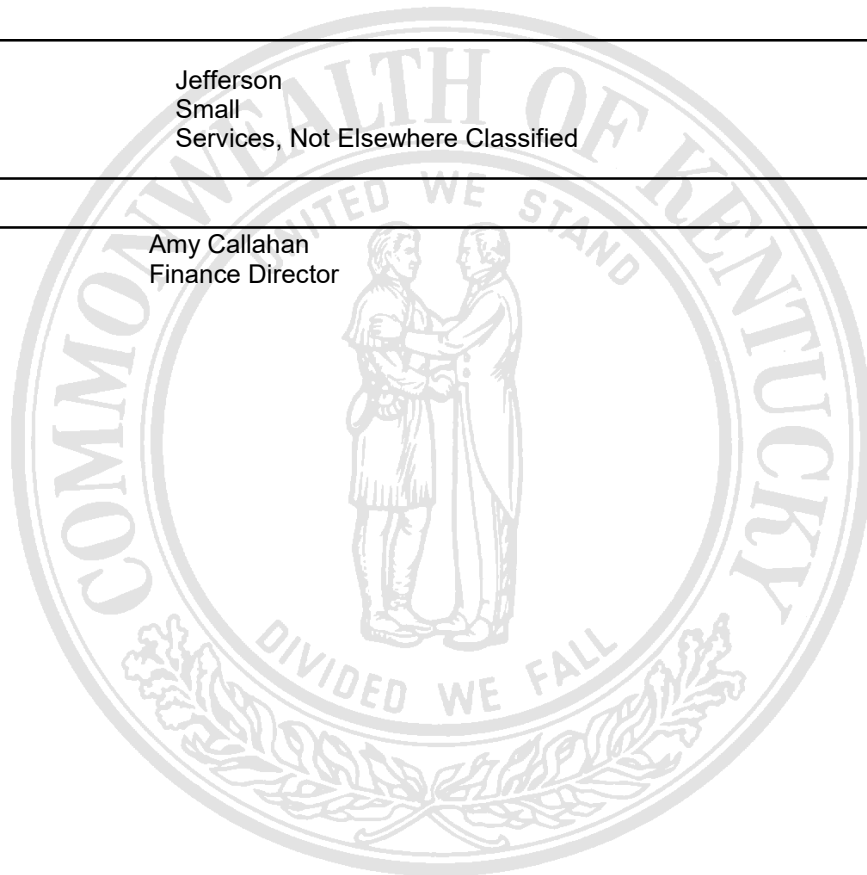 Jefferson
Small
Services, Not Elsewhere Classified
Amy Callahan
Finance Director
COMMONWEALTH OF KENTUCKY
UNITED WE STAND
DIVIDED WE FALL